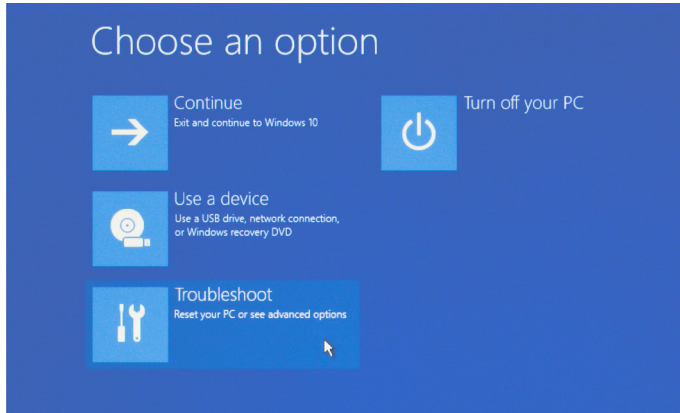 Choose an option
Continue
Exit and continue to Windows 10
Turn off your PC
Use a device
Use a USB drive, network connection,
or Windows recovery DVD
Troubleshoot
Reset your PC or see advanced options